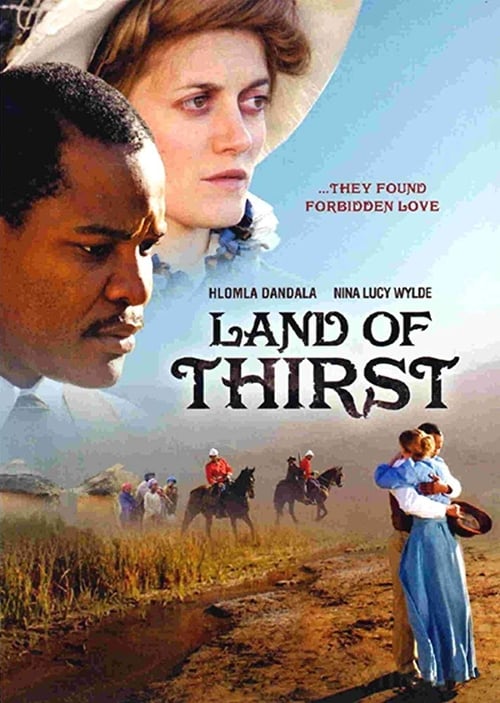 ...THEY FOUND
FORBIDDEN LOVE
HLOMLA DANDALA NINA LUCY WYLDE
LAND OF
THIRST